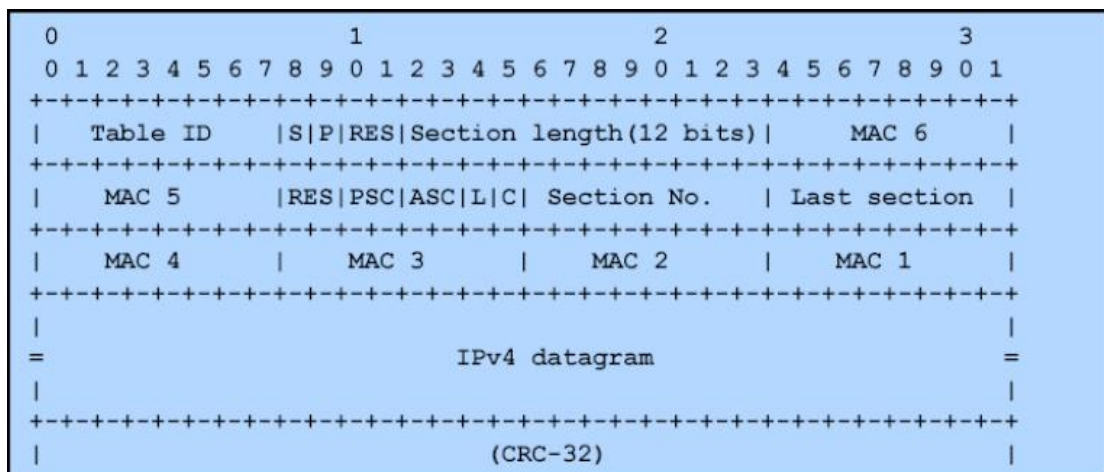 0                   1                   2                   3
0 1 2 3 4 5 6 7 8 9 0 1 2 3 4 5 6 7 8 9 0 1 2 3 4 5 6 7 8 9 0 1
+-+-+-+-+-+-+-+-+-+-+-+-+-+-+-+-+-+-+-+-+-+-+-+-+-+-+-+-+-+-+-+-+
|   Table ID    |S|P|RES|Section length(12 bits)|     MAC 6     |
+-+-+-+-+-+-+-+-+-+-+-+-+-+-+-+-+-+-+-+-+-+-+-+-+-+-+-+-+-+-+-+-+
|    MAC 5      |RES|PSC|ASC|L|C| Section No.   | Last section  |
+-+-+-+-+-+-+-+-+-+-+-+-+-+-+-+-+-+-+-+-+-+-+-+-+-+-+-+-+-+-+-+-+
|    MAC 4      |    MAC 3      |    MAC 2      |    MAC 1      |
+-+-+-+-+-+-+-+-+-+-+-+-+-+-+-+-+-+-+-+-+-+-+-+-+-+-+-+-+-+-+-+-+
|                                                               |
=                           IPv4 datagram                       =
|                                                               |
+-+-+-+-+-+-+-+-+-+-+-+-+-+-+-+-+-+-+-+-+-+-+-+-+-+-+-+-+-+-+-+-+
|                             (CRC-32)                          |